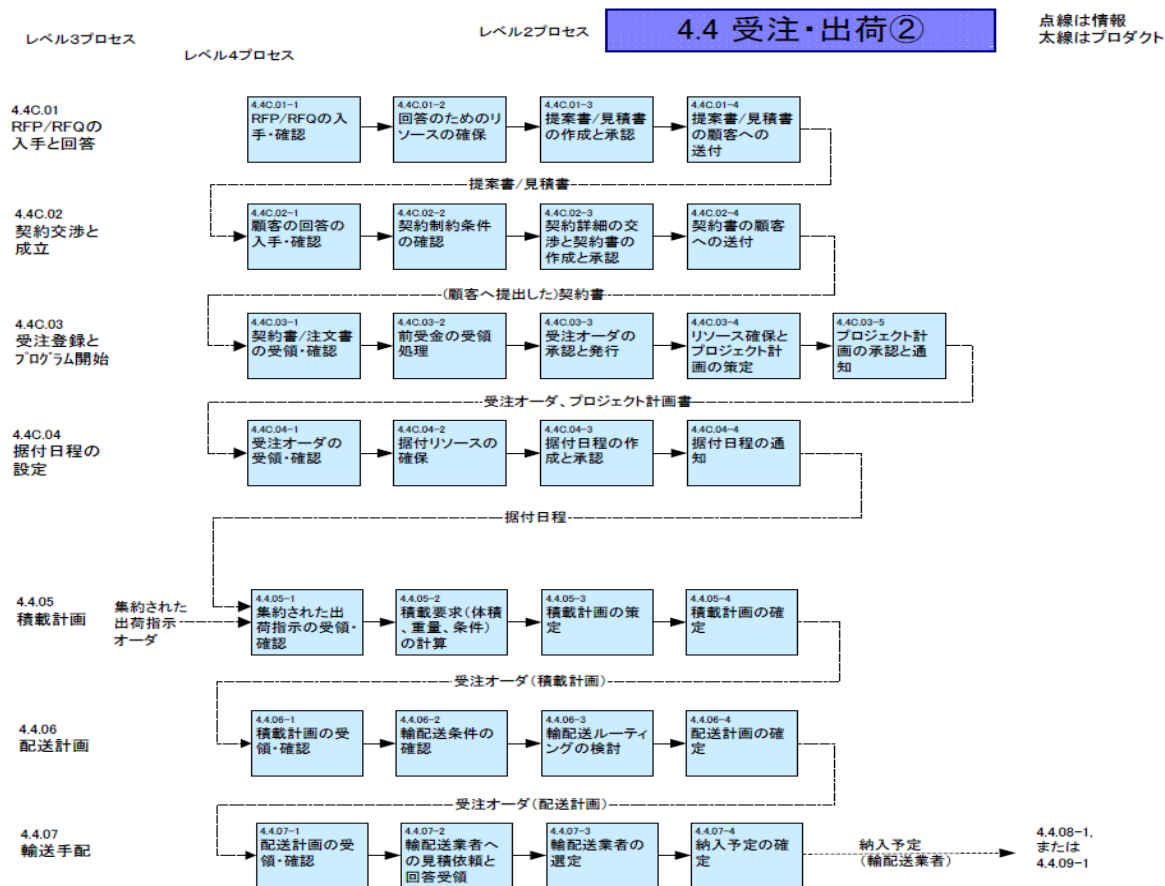 レベル3プロセス
レベル4プロセス
レベル2プロセス
4.4 受注・出荷②
点線は情報
太線はプロダクト
4.4C.01
RFP/RFQの
入手と回答
4.4C.01-1
RFP/RFQの入
手・確認
4.4C.01-2
回答のためのリ
ソースの確保
4.4C.01-3
提案書/見積書
の作成と承認
4.4C.01-4
提案書/見積書
の顧客への
送付
提案書/見積書
4.4C.02
契約交渉と
成立
4.4C.02-1
顧客の回答の
入手・確認
4.4C.02-2
契約制約条件
の確認
4.4C.02-3
契約詳細の交
渉と契約書の
作成と承認
4.4C.02-4
契約書の顧客
への送付
(顧客へ提出した)契約書
4.4C.03
受注登録と
プログラム開始
4.4C.03-1
契約書/注文書
の受領・確認
4.4C.03-2
前受金の受領
処理
4.4C.03-3
受注オーダの
承認と発行
4.4C.03-4
リソース確保と
プロジェクト計
画の策定
4.4C.03-5
プロジェクト計
画の承認と通
知
受注オーダ、プロジェクト計画書
4.4C.04
据付日程の
設定
4.4C.04-1
受注オーダの
受領・確認
4.4C.04-2
据付リソースの
確保
4.4C.04-3
据付日程の作
成と承認
4.4C.04-4
据付日程の通
知
据付日程
4.4.05
積載計画
集約された
出荷指示
オーダ
4.4.05-1
集約された出
荷指示の受領・
確認
4.4.05-2
積載要求(体積
、重量、条件)
の計算
4.4.05-3
積載計画の策
定
4.4.05-4
積載計画の確
定
受注オーダ(積載計画)
4.4.06
配送計画
4.4.06-1
積載計画の受
領・確認
4.4.06-2
輸配送条件の
確認
4.4.06-3
輸配送ルーティ
ングの検討
4.4.06-4
配送計画の確
定
受注オーダ(配送計画)
4.4.07
輸送手配
4.4.07-1
配送計画の受
領・確認
4.4.07-2
輸配送業者へ
の見積依頼と
回答受領
4.4.07-3
輸配送業者の
選定
4.4.07-4
納入予定の確
定
納入予定
(輸配送業者)
4.4.08-1,
または
4.4.09-1